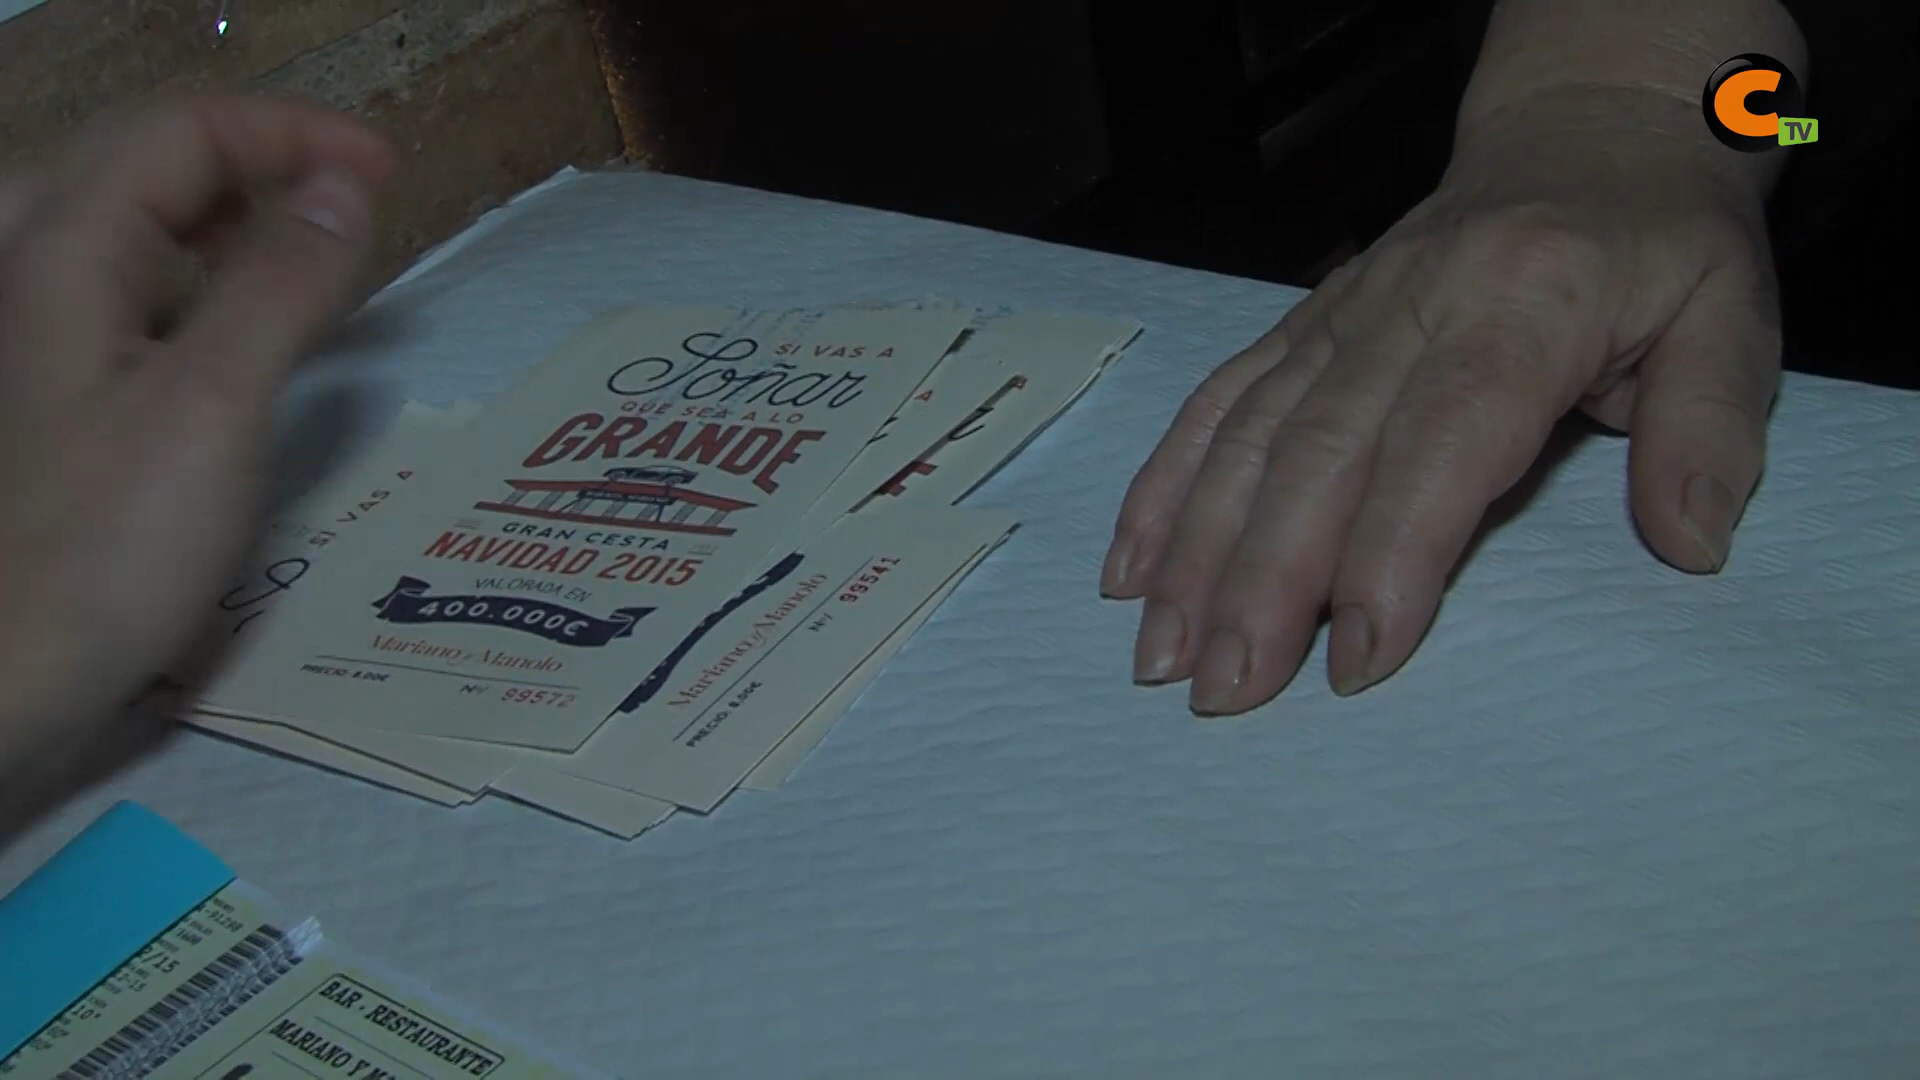 C TV
SI VAS A
Soñar
QUE SEA A LO
GRANDE
GRAN CESTA
NAVIDAD 2015
VALORADA EN
400.000€
Mariano y Manolo
PRECIO: 8.00€
Nº 99572
SI VAS A
A
E
Mariano y Manolo
PRECIO: 8.00€
Nº 99541
BAR - RESTAURANTE
MARIANO Y